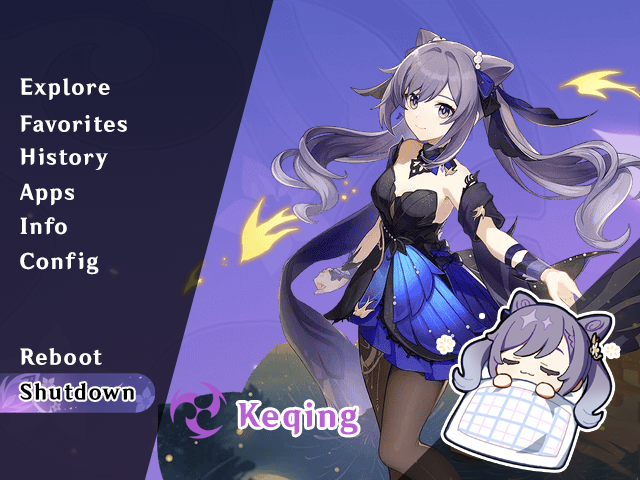 Explore
Favorites
History
Apps
Info
Config
Reboot
Shutdown
Keqing